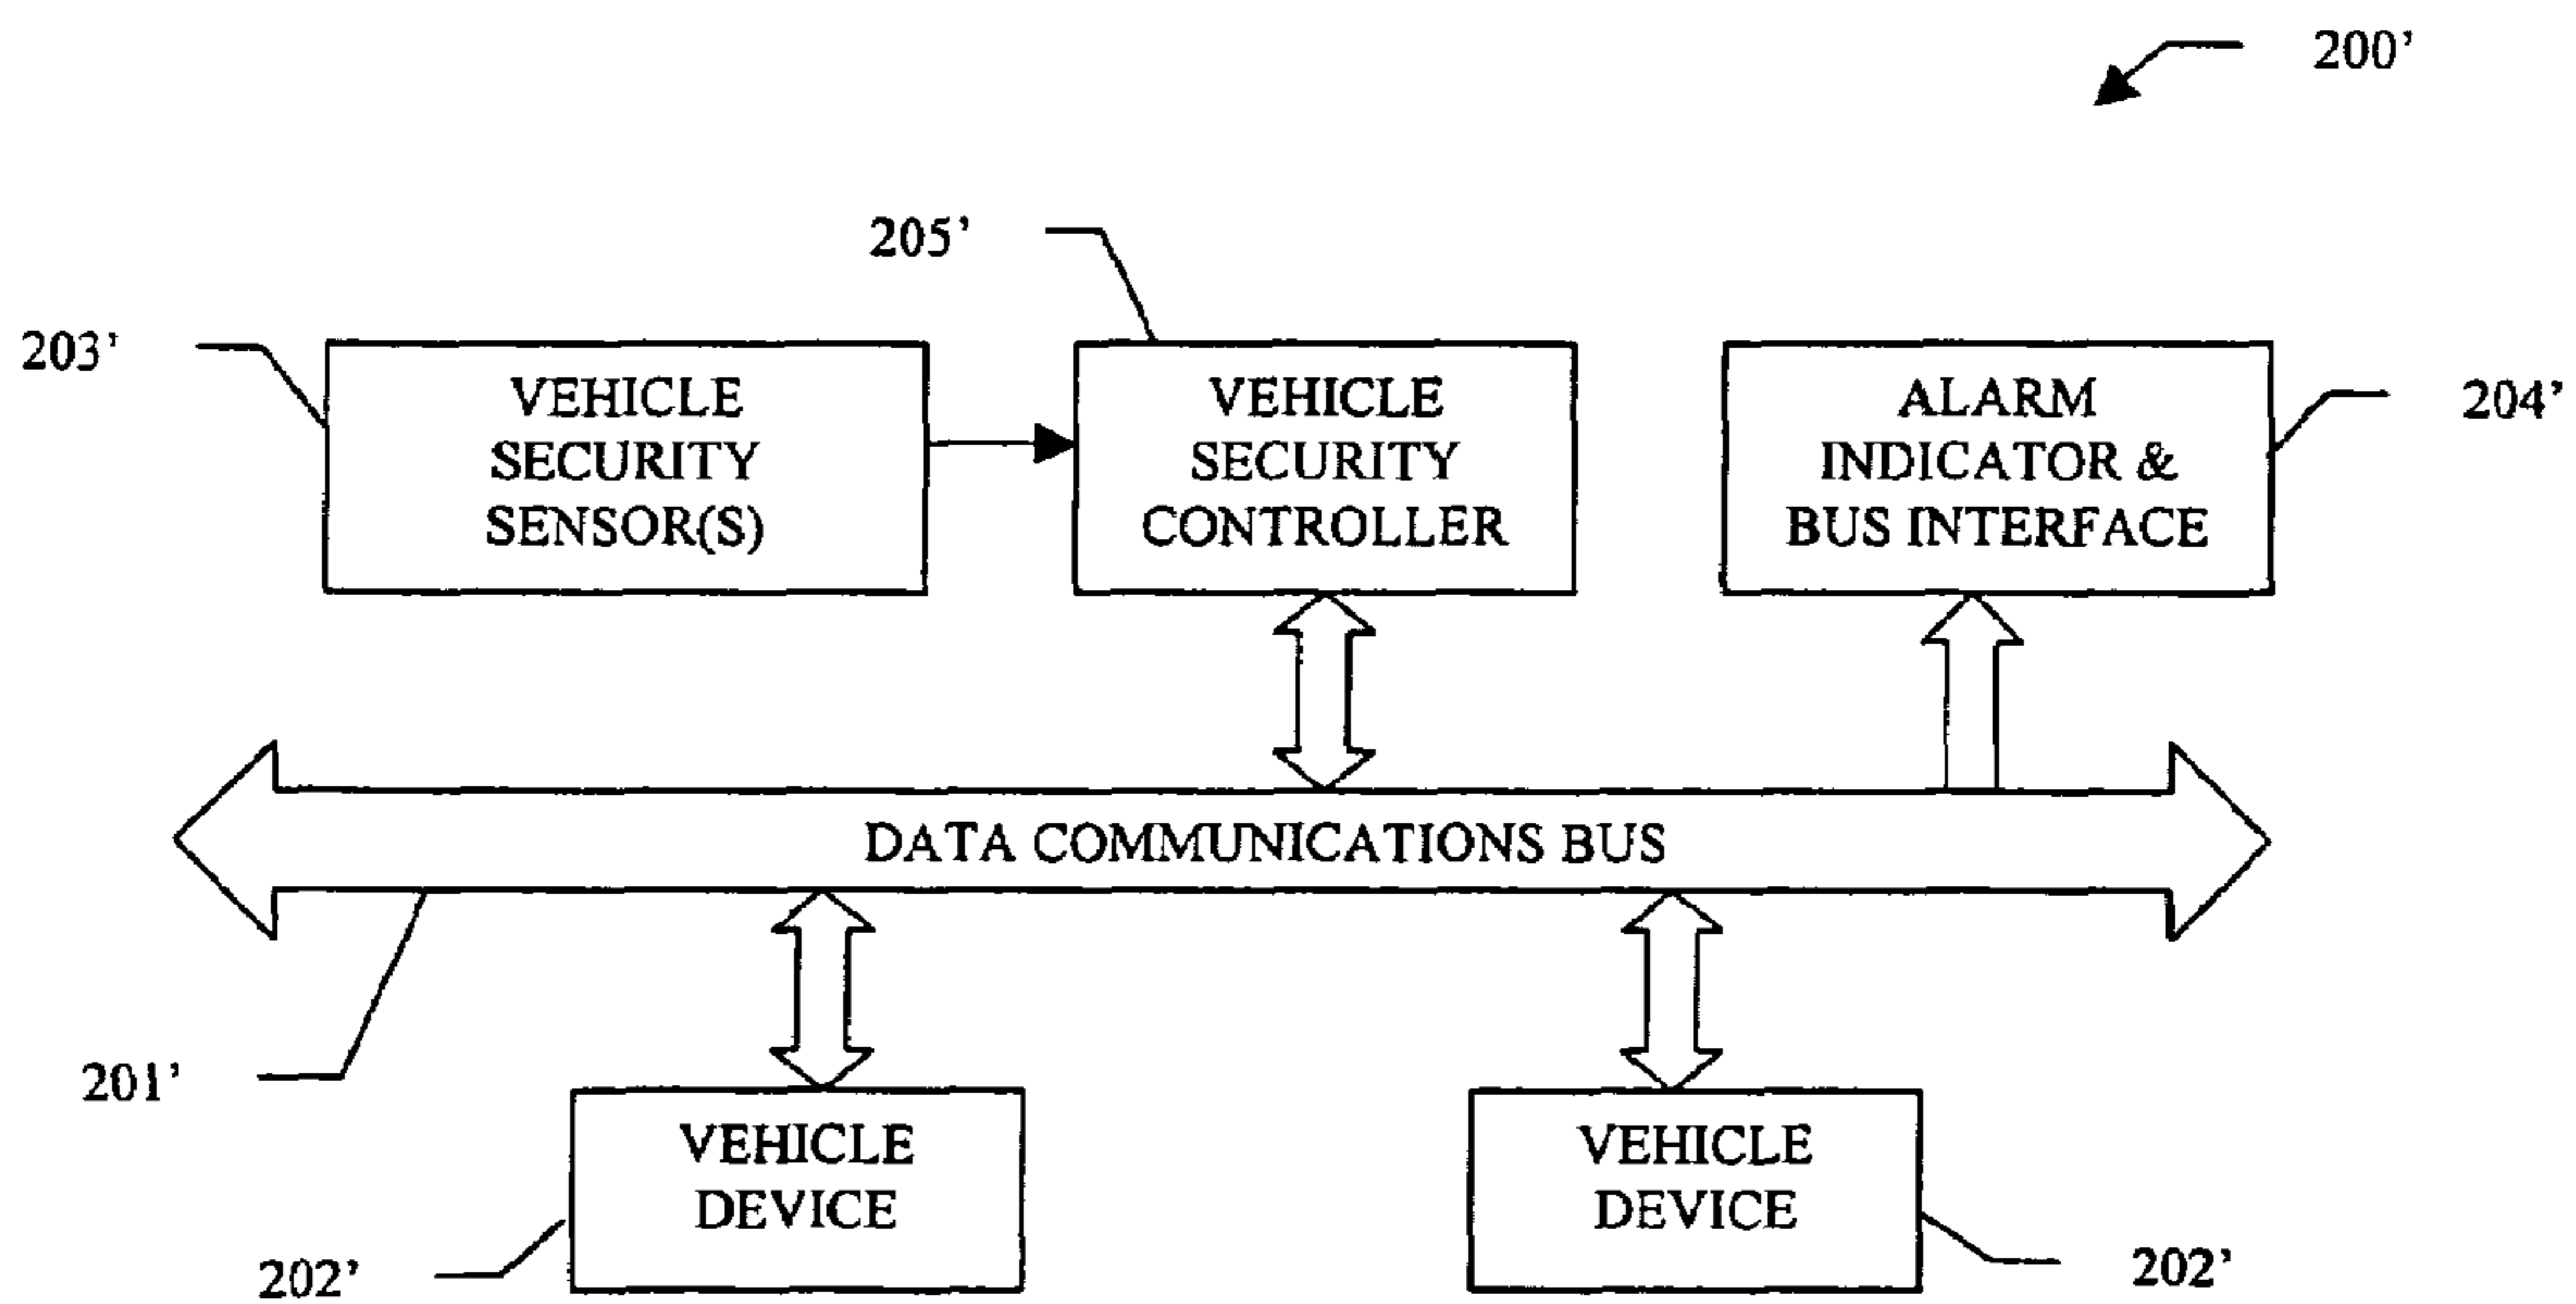 200’
205’
203’
VEHICLE
SECURITY
SENSOR(S)
VEHICLE
SECURITY
CONTROLLER
ALARM
INDICATOR &
BUS INTERFACE
204’
DATA COMMUNICATIONS BUS
201’
VEHICLE
DEVICE
202’
VEHICLE
DEVICE
202’